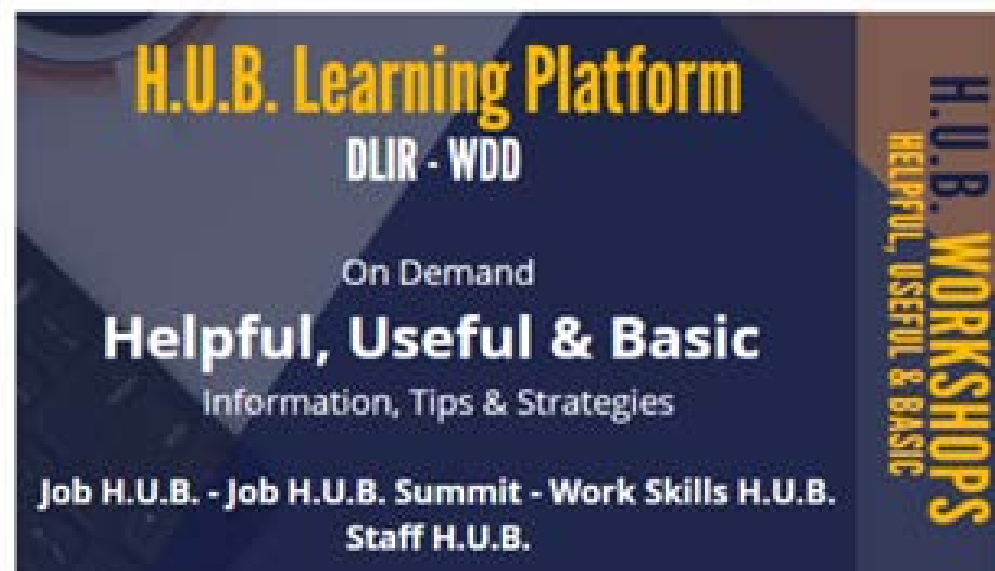 H.U.B. Learning Platform
DLIR - WDD
On Demand
Helpful, Useful & Basic
Information, Tips & Strategies
Job H.U.B. - Job H.U.B. Summit - Work Skills H.U.B.
Staff H.U.B.
H.U.B. WORKSHOPS
HELPFUL, USEFUL & BASIC